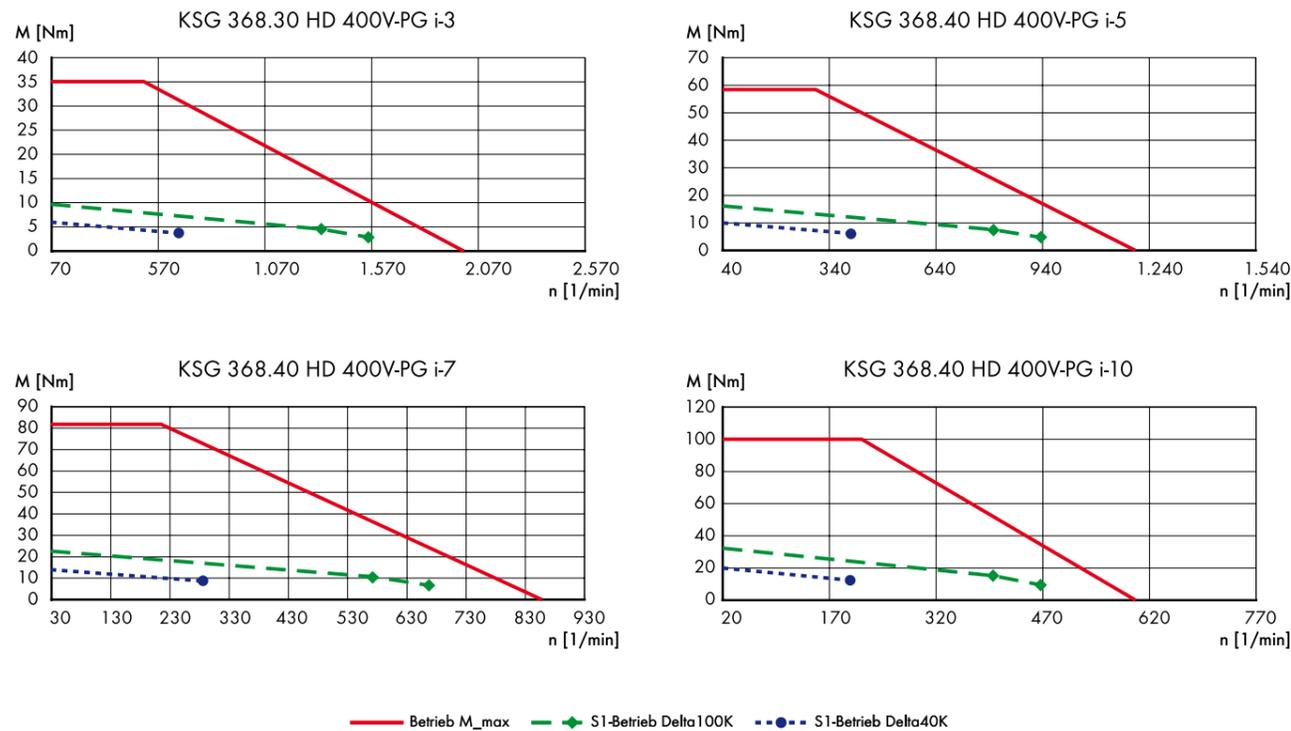 KSG 368.30 HD 400V-PG i-3
M [Nm]
40
35
30
25
20
15
10
5
0
70 570 1.070 1.570 2.070 2.570
n [1/min]
KSG 368.40 HD 400V-PG i-5
M [Nm]
70
60
50
40
30
20
10
0
40 340 640 940 1.240 1.540
n [1/min]
KSG 368.40 HD 400V-PG i-7
M [Nm]
90
80
70
60
50
40
30
20
10
0
30 130 230 330 430 530 630 730 830 930
n [1/min]
KSG 368.40 HD 400V-PG i-10
M [Nm]
120
100
80
60
40
20
0
20 170 320 470 620 770
n [1/min]
Betrieb M_max S1-Betrieb Delta100K S1-Betrieb Delta40K